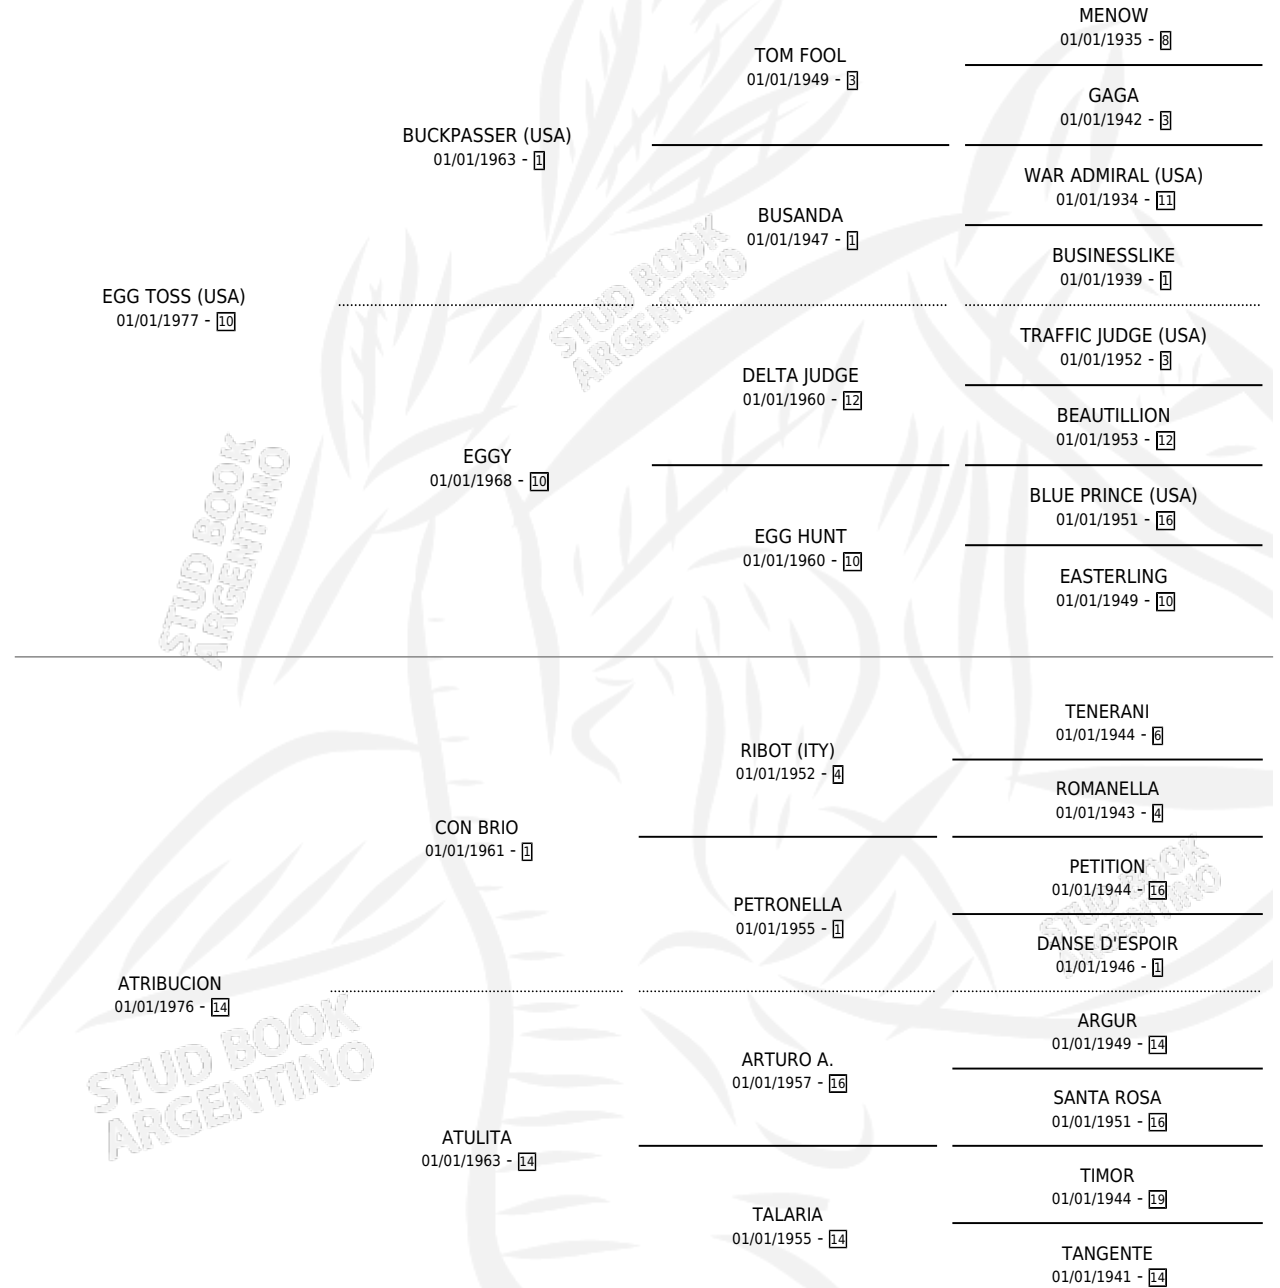 MENOW
01/01/1935 - 8
TOM FOOL
01/01/1949 - 3
GAGA
01/01/1942 - 3
BUCKPASSER (USA)
01/01/1963 - 1
WAR ADMIRAL (USA)
01/01/1934 - 11
BUSANDA
01/01/1947 - 1
BUSINESSLIKE
01/01/1939 - 1
EGG TOSS (USA)
01/01/1977 - 10
TRAFFIC JUDGE (USA)
01/01/1952 - 3
DELTA JUDGE
01/01/1960 - 12
BEAUTILLION
01/01/1953 - 12
EGGY
01/01/1968 - 10
BLUE PRINCE (USA)
01/01/1951 - 16
EGG HUNT
01/01/1960 - 10
EASTERLING
01/01/1949 - 10
TENERANI
01/01/1944 - 6
RIBOT (ITY)
01/01/1952 - 4
ROMANELLA
01/01/1943 - 4
CON BRIO
01/01/1961 - 1
PETITION
01/01/1944 - 16
PETRONELLA
01/01/1955 - 1
DANSE D'ESPOIR
01/01/1946 - 1
ATRIBUCION
01/01/1976 - 14
ARGUR
01/01/1949 - 14
ARTURO A.
01/01/1957 - 16
SANTA ROSA
01/01/1951 - 16
ATULITA
01/01/1963 - 14
TIMOR
01/01/1944 - 19
TALARIA
01/01/1955 - 14
TANGENTE
01/01/1941 - 14
STUD BOOK
ARGENTINO
STUD BOOK
ARGENTINO
STUD BOOK
ARGENTINO
STUD BOOK
ARGENTINO